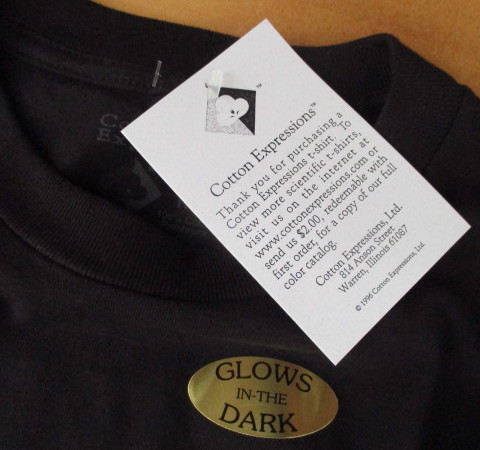 Cotton Expressions™
Thank you for purchasing a
Cotton Expressions t-shirt. To
view more scientific t-shirts,
visit us on the internet at
www.cottonexpressions.com or
send us $2.00, redeemable with
first order, for a copy of our full
color catalog.
Cotton Expressions, Ltd.
814 Anson Street
Warren, Illinois 61087
© 1996 Cotton Expressions, Ltd.
GLOWS
IN-THE
DARK